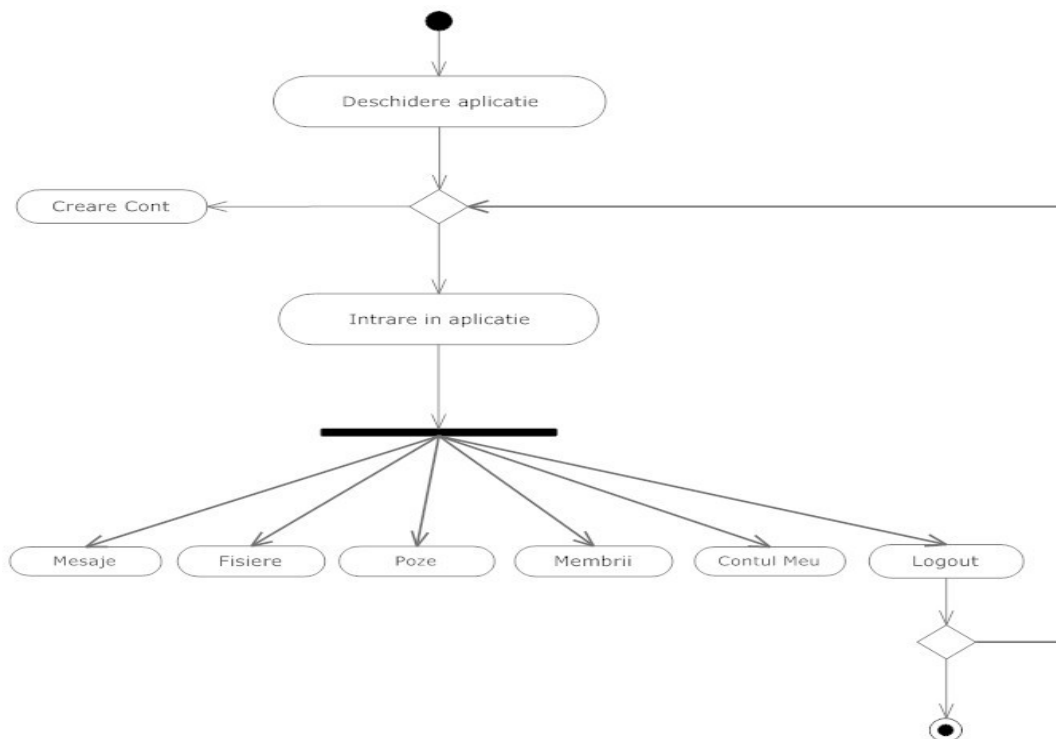 Deschidere aplicatie
Creare Cont
Intrare in aplicatie
Mesaje
Fisiere
Poze
Membrii
Contul Meu
Logout